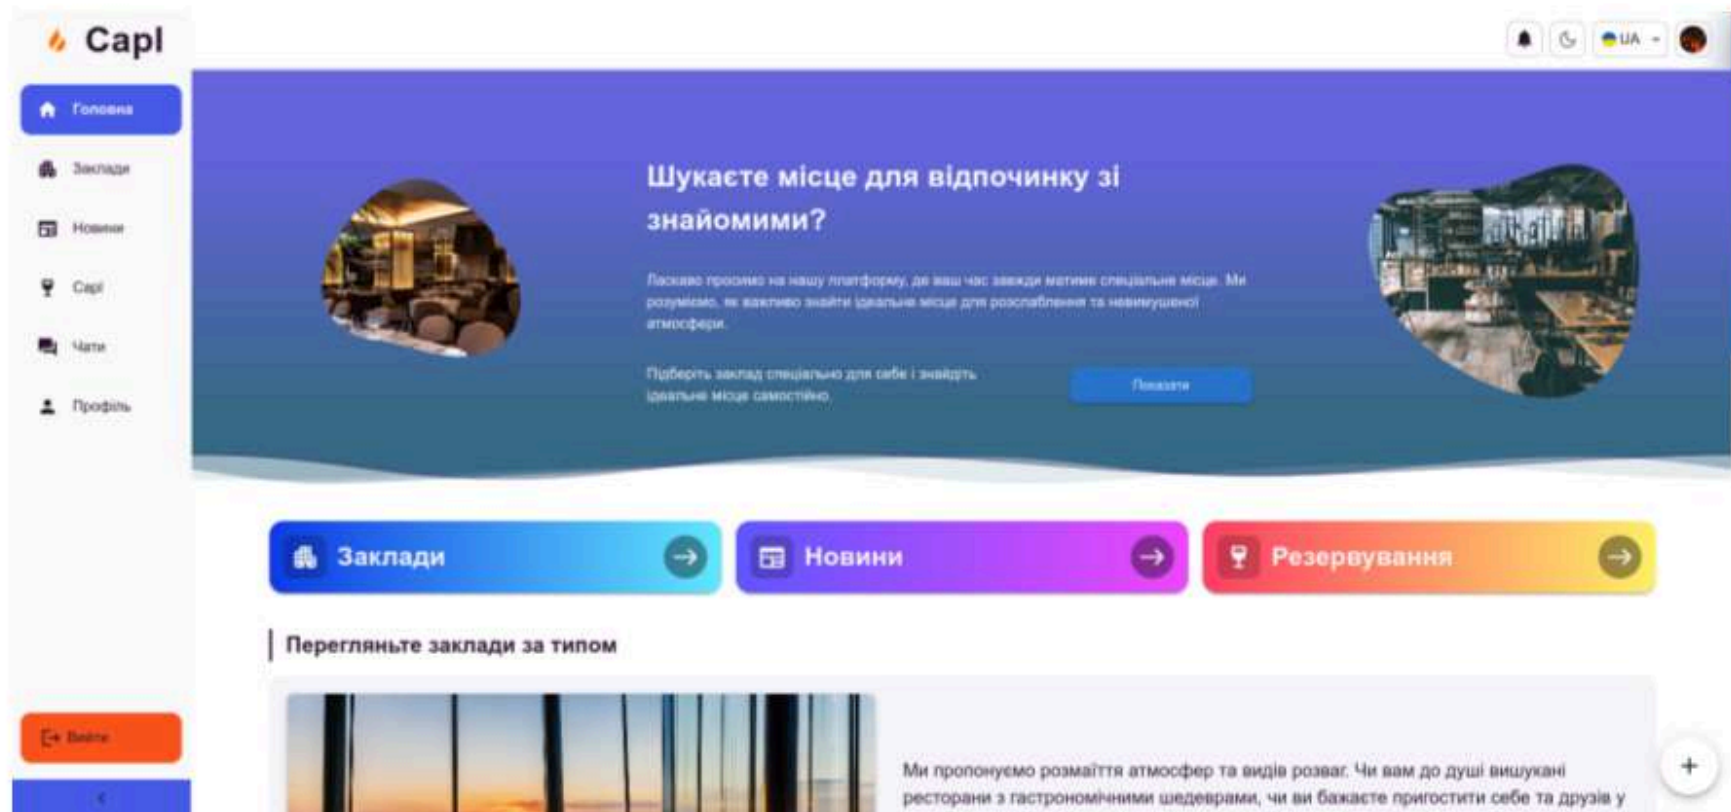 Capl
UA
Головна
Заклади
Новини
Capl
Чати
Профіль
Вийти
Шукаєте місце для відпочинку зі
знайомими?
Ласкаво просимо на нашу платформу, де ваш час завжди матиме спеціальне місце. Ми
розуміємо, як важливо знайти ідеальне місце для розслаблення та невимушеної
атмосфери.
Підберіть заклад спеціально для себе і знайдіть
ідеальне місце самостійно.
Показати
Заклади
Новини
Резервування
Перегляньте заклади за типом
Ми пропонуємо розмаїття атмосфер та видів розваг. Чи вам до душі вишукані
ресторани з гастрономічними шедеврами, чи ви бажаєте пригостити себе та друзів у